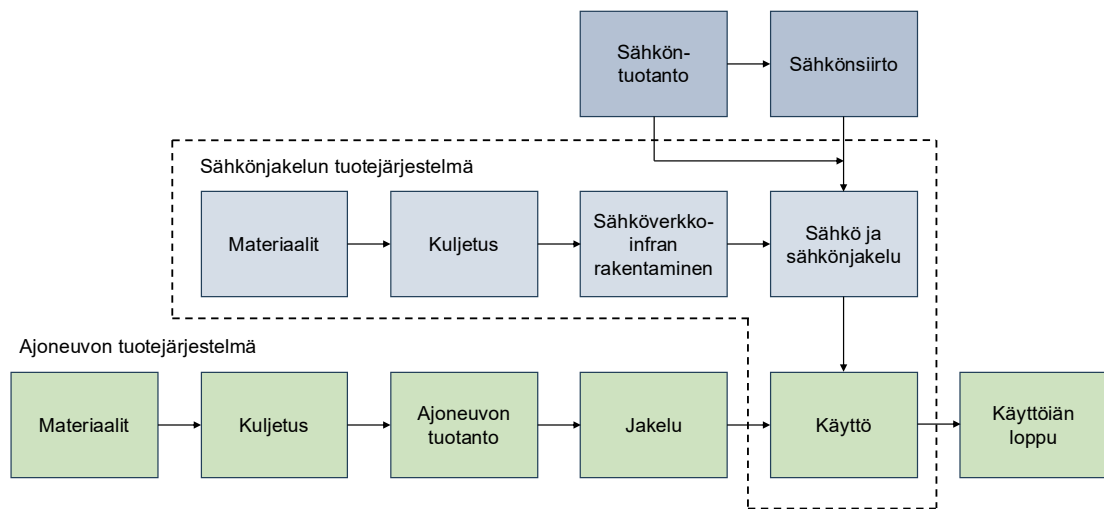 Sähkön-
tuotanto
Sähkönsiirto
Sähkönjakelun tuotejärjestelmä
Materiaalit
Kuljetus
Sähköverkko-
infran
rakentaminen
Sähkö ja
sähkönjakelu
Ajoneuvon tuotejärjestelmä
Materiaalit
Kuljetus
Ajoneuvon
tuotanto
Jakelu
Käyttö
Käyttöiän
loppu